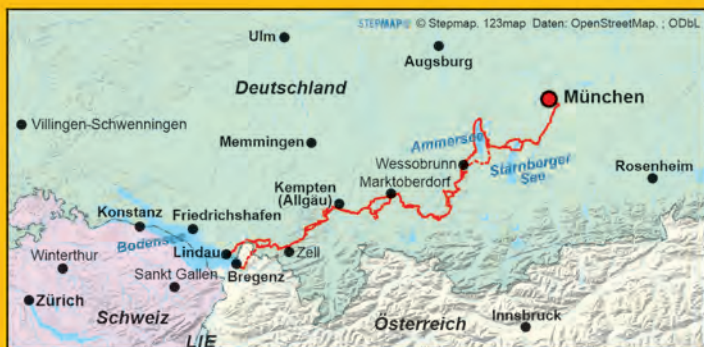 STEPMAP © Stepmap. 123map Daten: OpenStreetMap. ; ODbL
Ulm
Augsburg
Deutschland
München
Villingen-Schwenningen
Memmingen
Ammersee
Wessobrunn
Starnberger
See
Rosenheim
Marktoberdorf
Kempten
(Allgäu)
Konstanz
Friedrichshafen
Bodensee
Lindau
Zell
Winterthur
Sankt Gallen
Bregenz
Zürich
Schweiz
Österreich
Innsbruck
LIE